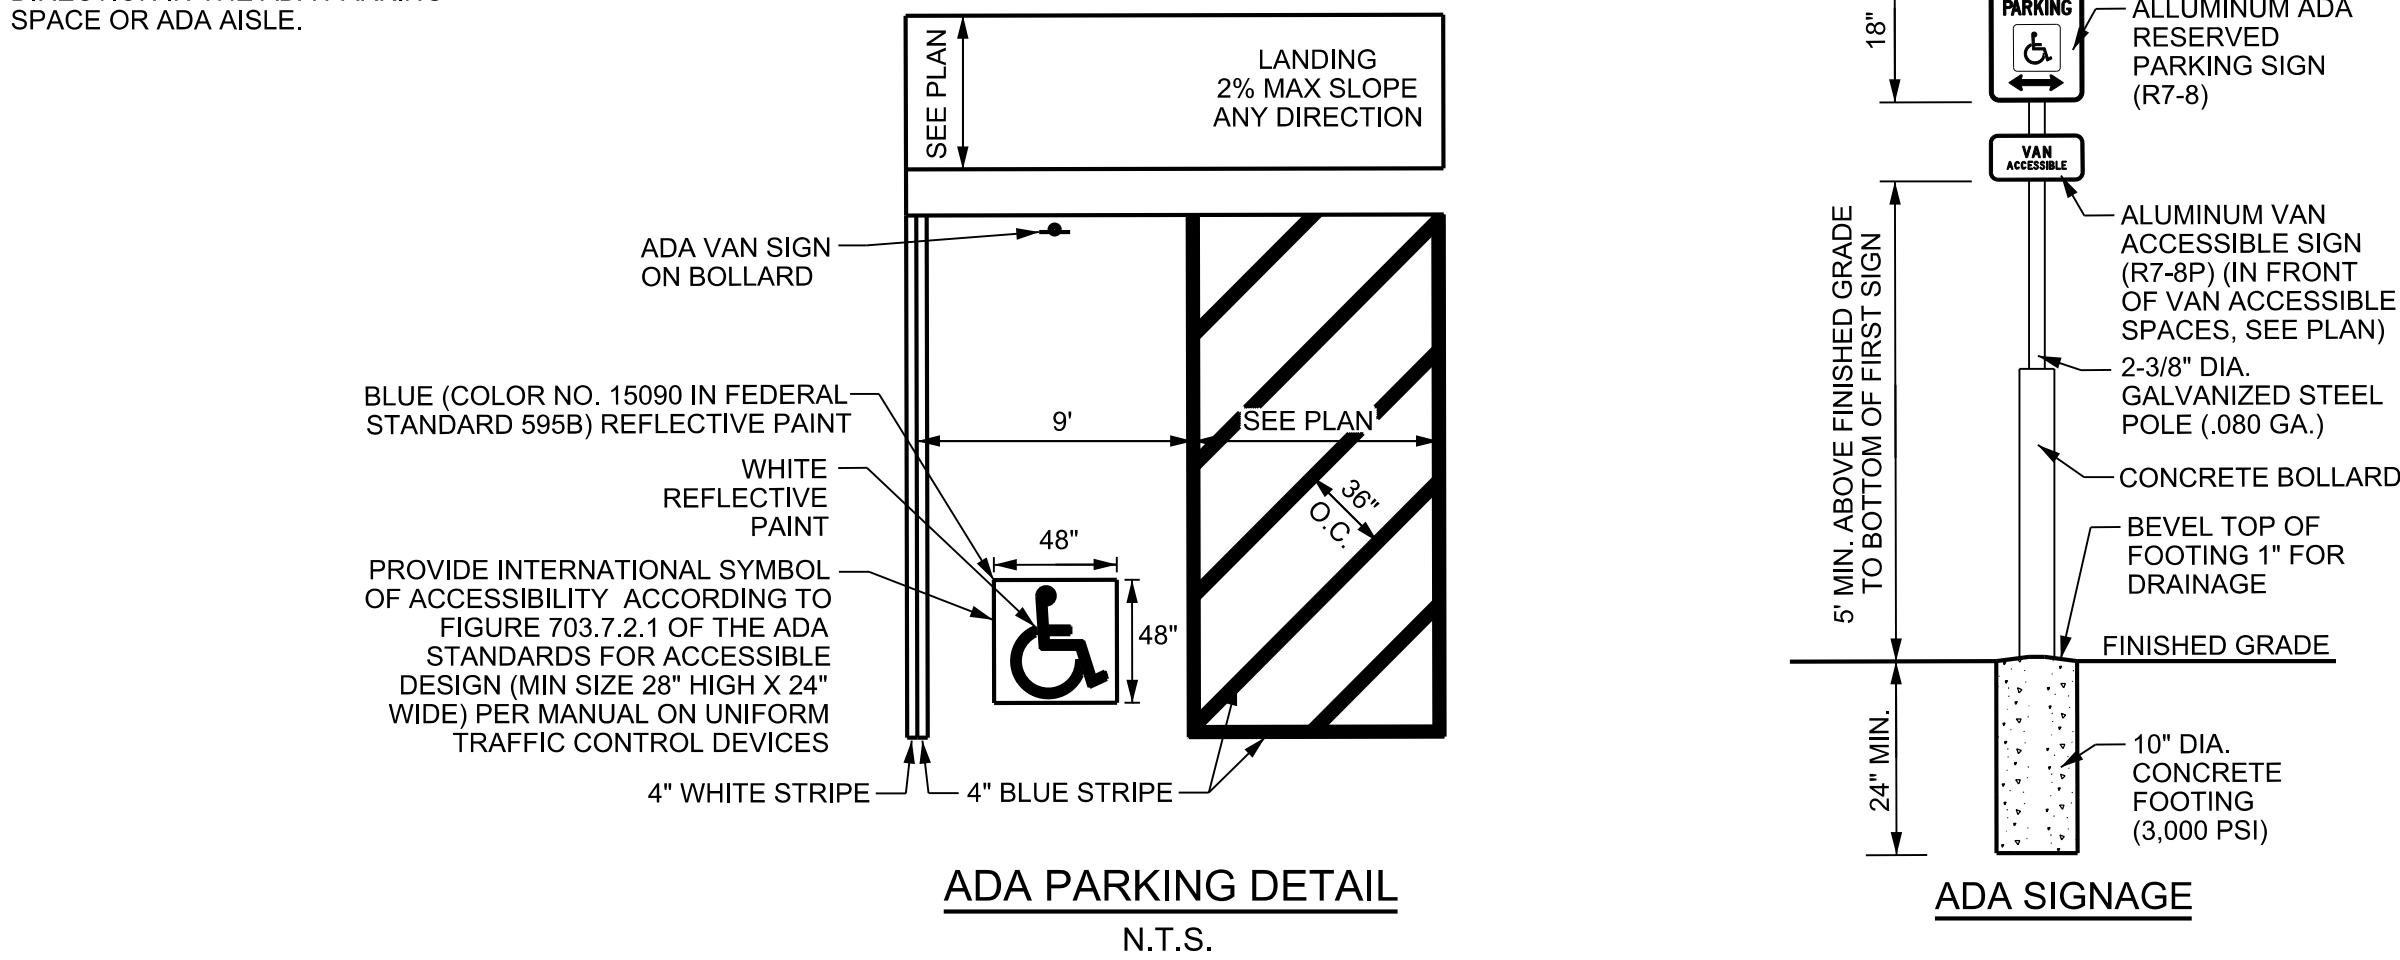 SPACE OR ADA AISLE.
SEE PLAN
LANDING
2% MAX SLOPE
ANY DIRECTION
ADA VAN SIGN
ON BOLLARD
BLUE (COLOR NO. 15090 IN FEDERAL
STANDARD 595B) REFLECTIVE PAINT
WHITE
REFLECTIVE
PAINT
PROVIDE INTERNATIONAL SYMBOL
OF ACCESSIBILITY ACCORDING TO
FIGURE 703.7.2.1 OF THE ADA
STANDARDS FOR ACCESSIBLE
DESIGN (MIN SIZE 28" HIGH X 24"
WIDE) PER MANUAL ON UNIFORM
TRAFFIC CONTROL DEVICES
9'
SEE PLAN
36"
O.C.
48"
48"
4" WHITE STRIPE
4" BLUE STRIPE
ADA PARKING DETAIL
N.T.S.
18"
PARKING
ALLUMINUM ADA
RESERVED
PARKING SIGN
(R7-8)
VAN
ACCESSIBLE
5' MIN. ABOVE FINISHED GRADE
TO BOTTOM OF FIRST SIGN
ALUMINUM VAN
ACCESSIBLE SIGN
(R7-8P) (IN FRONT
OF VAN ACCESSIBLE
SPACES, SEE PLAN)
2-3/8" DIA.
GALVANIZED STEEL
POLE (.080 GA.)
CONCRETE BOLLARD
BEVEL TOP OF
FOOTING 1" FOR
DRAINAGE
FINISHED GRADE
24" MIN.
10" DIA.
CONCRETE
FOOTING
(3,000 PSI)
ADA SIGNAGE